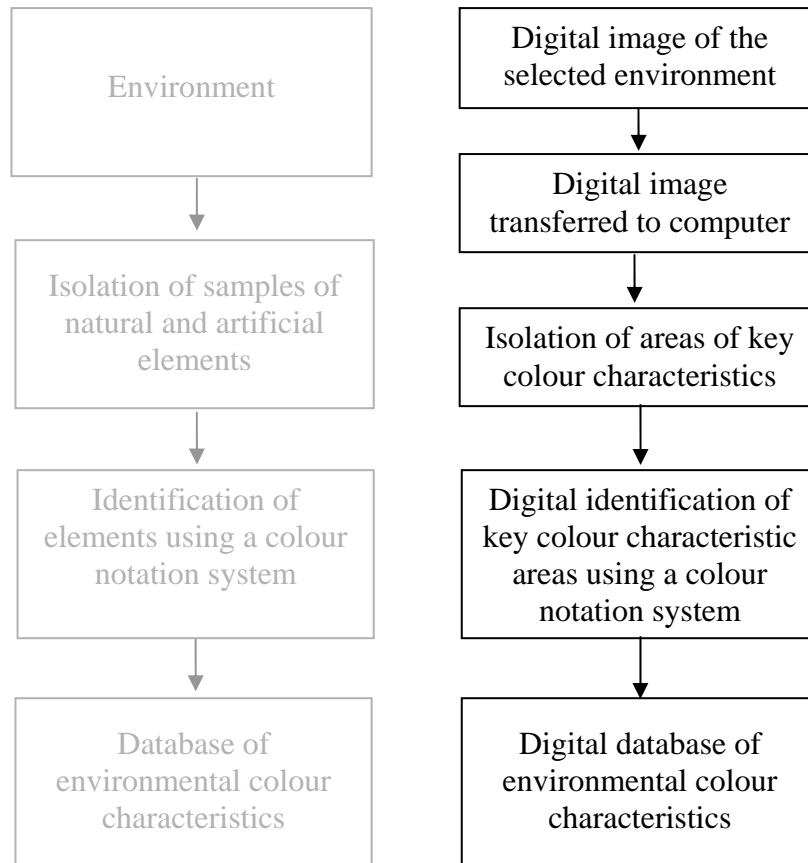 Environment
Isolation of samples of
natural and artificial
elements
Identification of
elements using a colour
notation system
Database of
environmental colour
characteristics
Digital image of the
selected environment
Digital image
transferred to computer
Isolation of areas of key
colour characteristics
Digital identification of
key colour characteristic
areas using a colour
notation system
Digital database of
environmental colour
characteristics